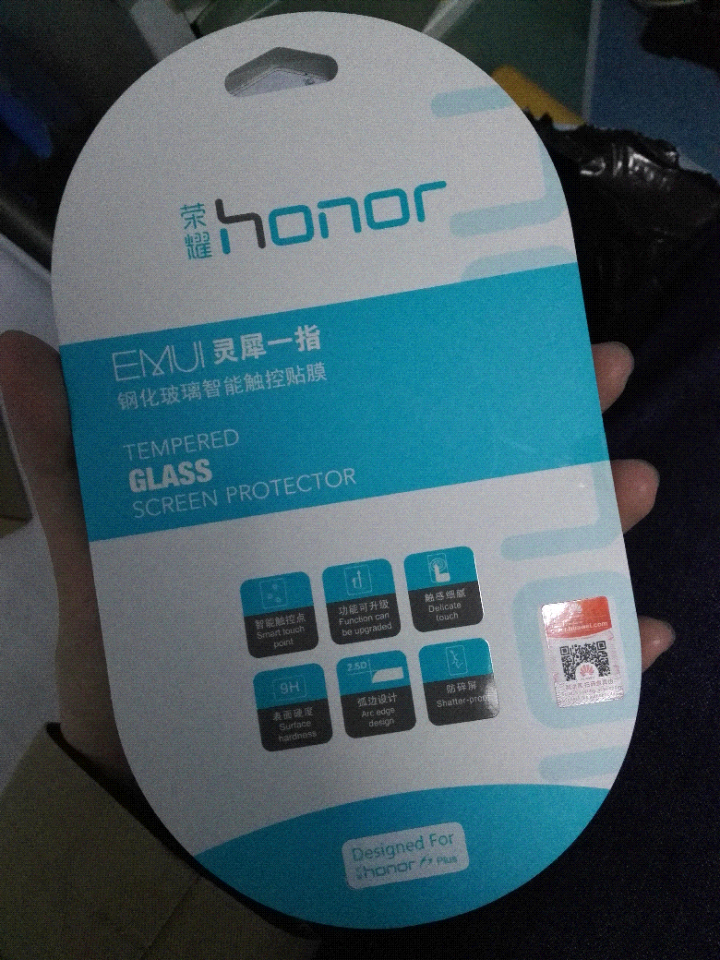 荣耀 honor
EMUI 灵犀一指
钢化玻璃智能触控贴膜
TEMPERED
GLASS
SCREEN PROTECTOR
智能触控点
Smart touch
point
功能可升级
Function can
be upgraded
触感细腻
Delicate
touch
9H
表面硬度
Surface
hardness
2.5D
弧边设计
Arc edge
design
防碎屏
Shatter-proof
Designed For
honor Plus